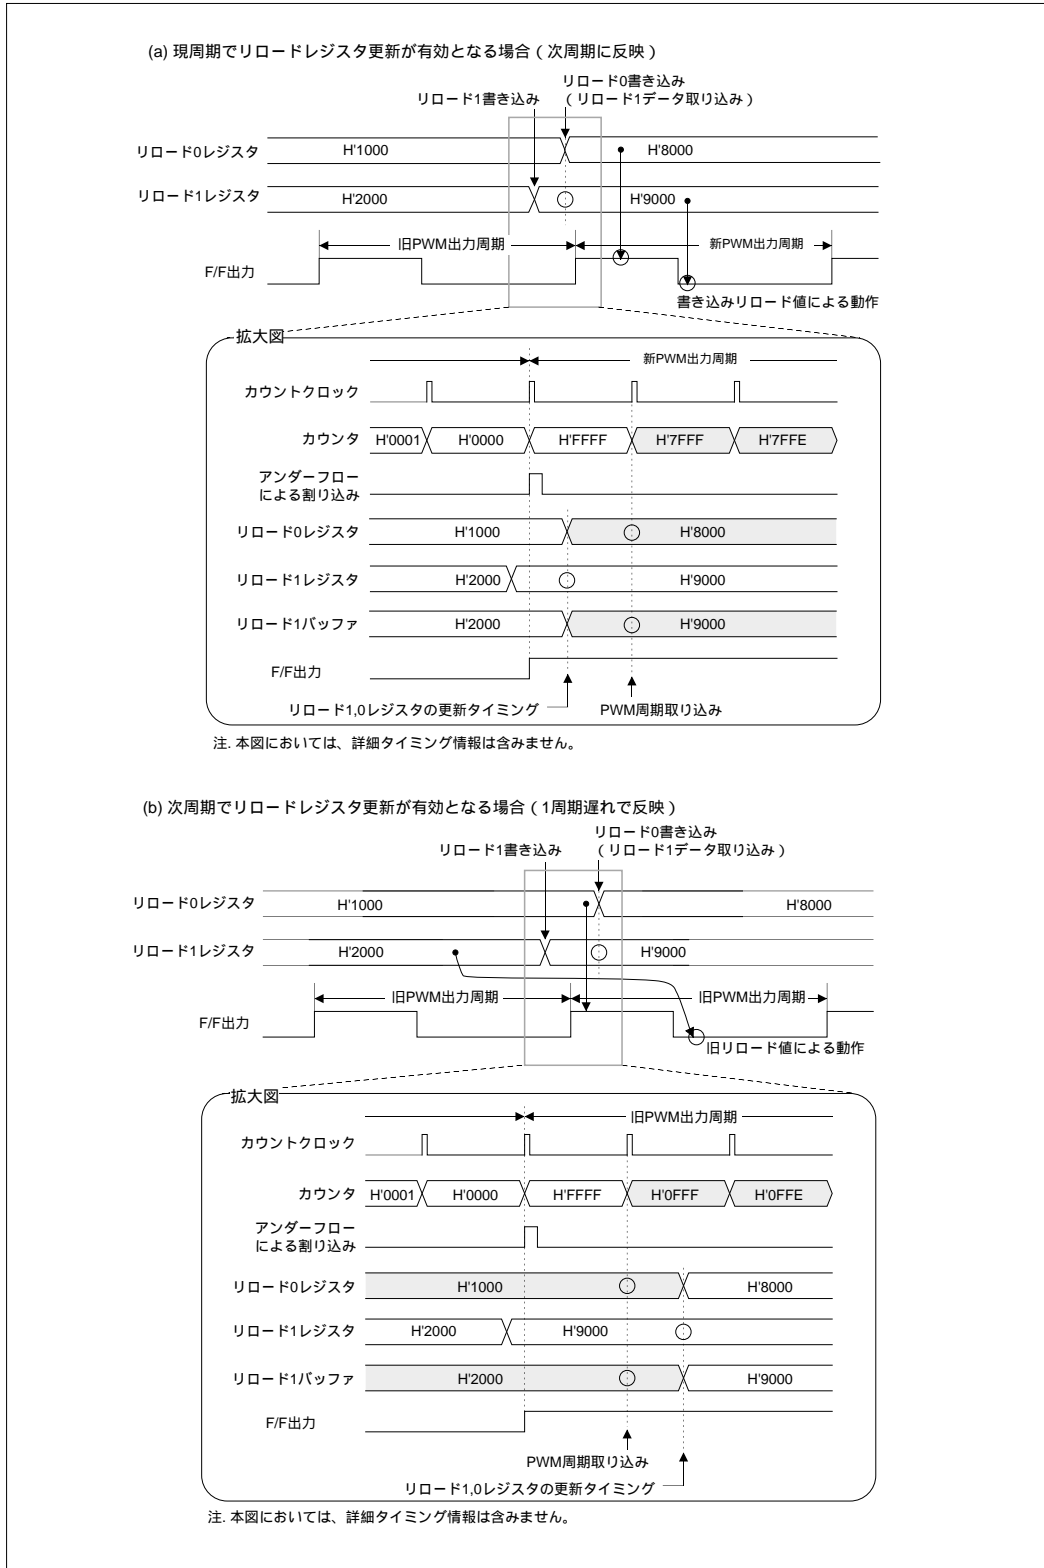 (a) 現周期でリロードレジスタ更新が有効となる場合（次周期に反映）
リロード0書き込み
リロード1書き込み
（リロード1データ取り込み）
リロード0レジスタ
H'1000
H'8000
リロード1レジスタ
H'2000
H'9000
旧PWM出力周期
新PWM出力周期
F/F出力
書き込みリロード値による動作
拡大図
新PWM出力周期
カウントクロック
カウンタ
H'0001
H'0000
H'FFFF
H'7FFF
H'7FFE
アンダーフロー
による割り込み
リロード0レジスタ
H'1000
H'8000
リロード1レジスタ
H'2000
H'9000
リロード1バッファ
H'2000
H'9000
F/F出力
リロード1,0レジスタの更新タイミング
PWM周期取り込み
注. 本図においては、詳細タイミング情報は含みません。
(b) 次周期でリロードレジスタ更新が有効となる場合（1周期遅れで反映）
リロード0書き込み
リロード1書き込み
（リロード1データ取り込み）
リロード0レジスタ
H'1000
H'8000
リロード1レジスタ
H'2000
H'9000
旧PWM出力周期
旧PWM出力周期
F/F出力
旧リロード値による動作
拡大図
旧PWM出力周期
カウントクロック
カウンタ
H'0001
H'0000
H'FFFF
H'0FFF
H'0FFE
アンダーフロー
による割り込み
リロード0レジスタ
H'1000
H'8000
リロード1レジスタ
H'2000
H'9000
リロード1バッファ
H'2000
H'9000
F/F出力
PWM周期取り込み
リロード1,0レジスタの更新タイミング
注. 本図においては、詳細タイミング情報は含みません。